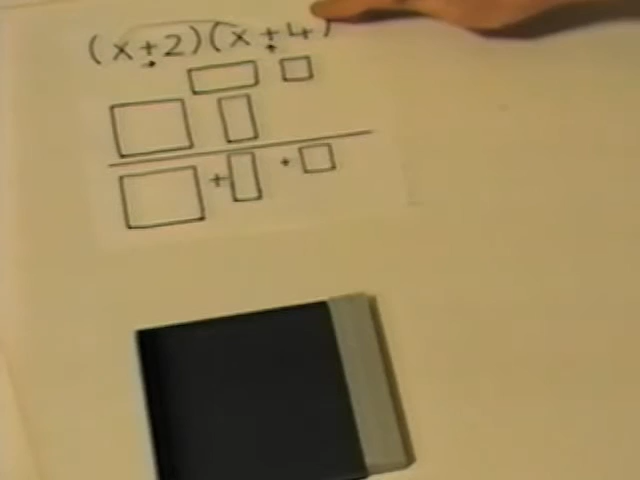 (x+2)(x+4)
+ +